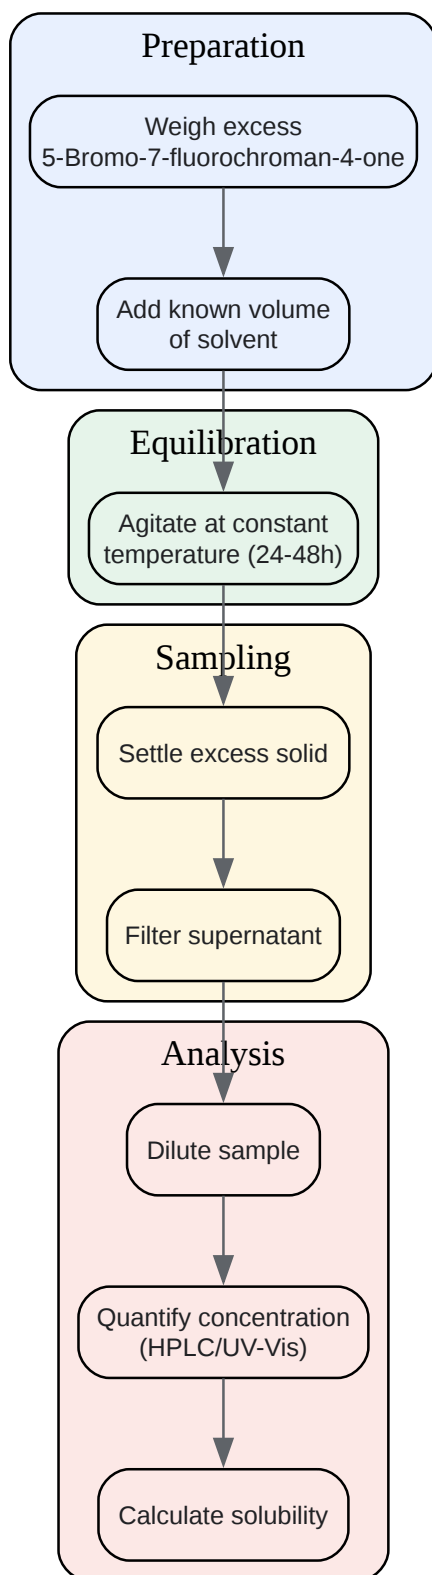 Preparation
Weigh excess
5-Bromo-7-fluorochroman-4-one
Add known volume
of solvent
Equilibration
Agitate at constant
temperature (24-48h)
Sampling
Settle excess solid
Filter supernatant
Analysis
Dilute sample
Quantify concentration
(HPLC/UV-Vis)
Calculate solubility